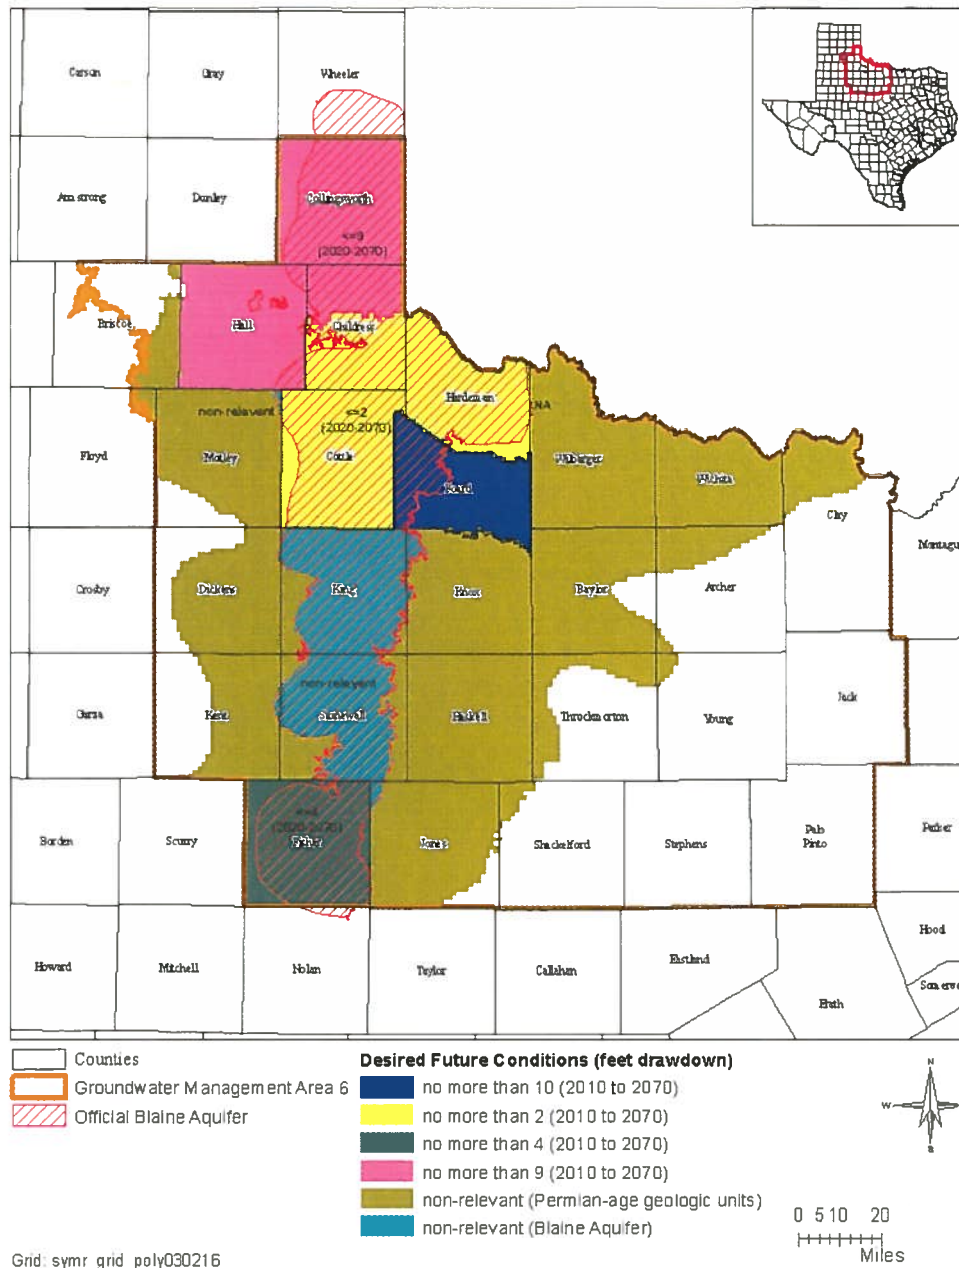 Carson
Gray
Wheeler
Armstrong
Donley
Collingsworth
<=9
(2020-2070)
Briscoe
Hall
Childress
non-relevant
<=2
(2020-2070)
Hardeman
NA
Floyd
Motley
Cottle
Foard
Wilbarger
Wichita
Clay
Montagu
Crosby
Dickens
King
Knox
Baylor
Archer
Garza
Kent
non-relevant
Stonewall
Haskell
Throckmorton
Young
Jack
Borden
Scurry
<=4
(2020-2070)
Fisher
Jones
Shackelford
Stephens
Palo
Pinto
Parker
Howard
Mitchell
Nolan
Taylor
Callahan
Eastland
Erath
Hood
Somerve
Counties
Groundwater Management Area 6
Official Blaine Aquifer
Desired Future Conditions (feet drawdown)
no more than 10 (2010 to 2070)
no more than 2 (2010 to 2070)
no more than 4 (2010 to 2070)
no more than 9 (2010 to 2070)
non-relevant (Permian-age geologic units)
non-relevant (Blaine Aquifer)
N
W
E
S
0 5 10 20
Miles
Grid: symr_grid_poly030216